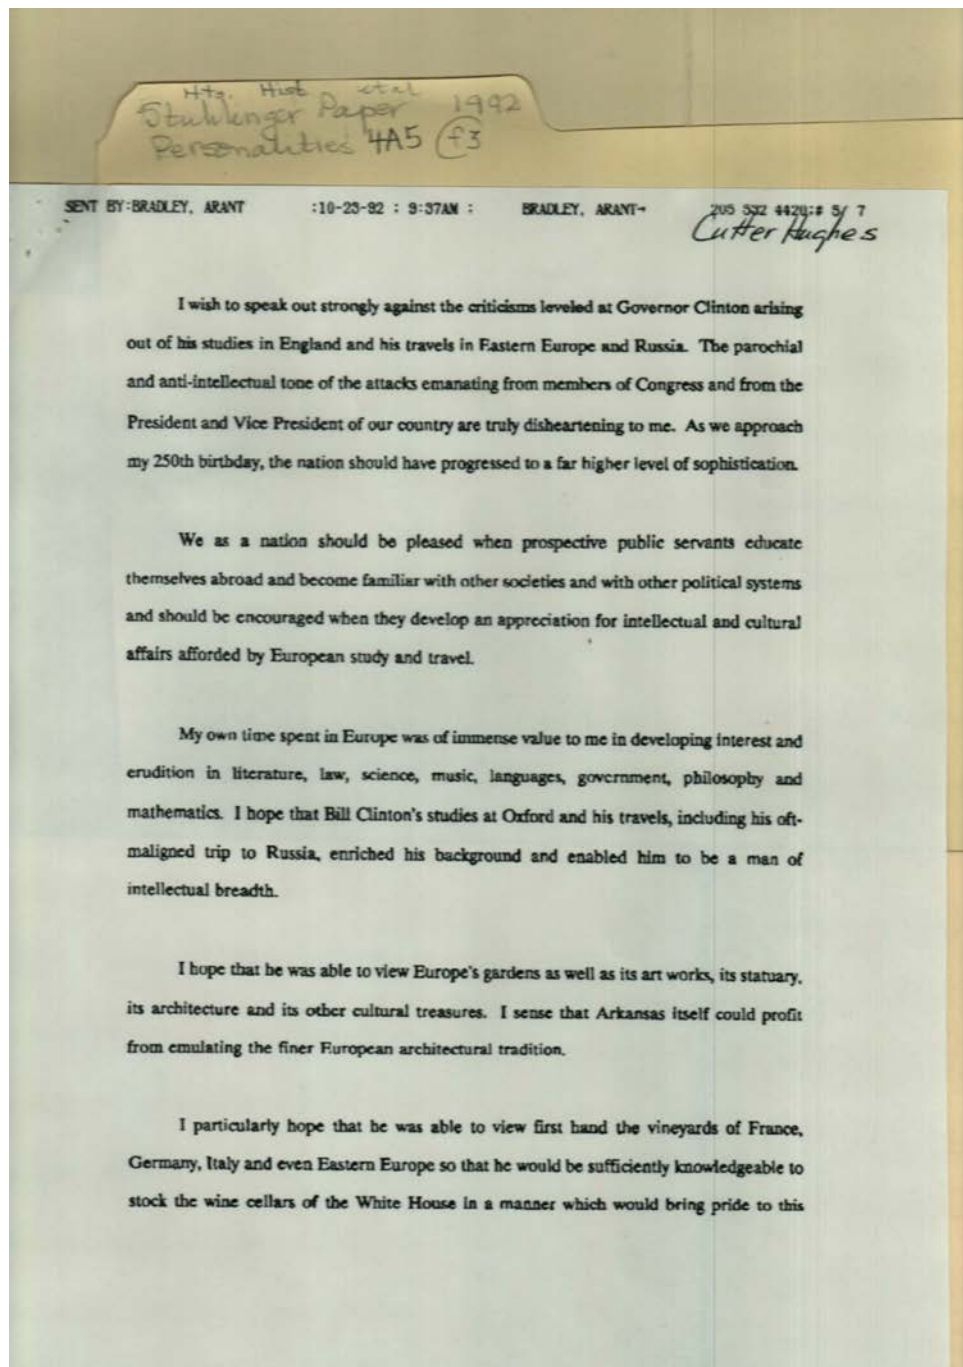 Hts. Hist et al
Stuhlinger Paper 1992
Personalities 4A5 f3
SENT BY:BRADLEY, ARANT :10-23-92 ; 9:37AM ; BRADLEY, ARANT→ 205 532 4420;# 5/ 7
Cutter Hughes
I wish to speak out strongly against the criticisms leveled at Governor Clinton arising
out of his studies in England and his travels in Eastern Europe and Russia. The parochial
and anti-intellectual tone of the attacks emanating from members of Congress and from the
President and Vice President of our country are truly disheartening to me. As we approach
my 250th birthday, the nation should have progressed to a far higher level of sophistication.
We as a nation should be pleased when prospective public servants educate
themselves abroad and become familiar with other societies and with other political systems
and should be encouraged when they develop an appreciation for intellectual and cultural
affairs afforded by European study and travel.
My own time spent in Europe was of immense value to me in developing interest and
erudition in literature, law, science, music, languages, government, philosophy and
mathematics. I hope that Bill Clinton's studies at Oxford and his travels, including his oft-
maligned trip to Russia, enriched his background and enabled him to be a man of
intellectual breadth.
I hope that he was able to view Europe's gardens as well as its art works, its statuary,
its architecture and its other cultural treasures. I sense that Arkansas itself could profit
from emulating the finer European architectural tradition.
I particularly hope that he was able to view first hand the vineyards of France,
Germany, Italy and even Eastern Europe so that he would be sufficiently knowledgeable to
stock the wine cellars of the White House in a manner which would bring pride to this